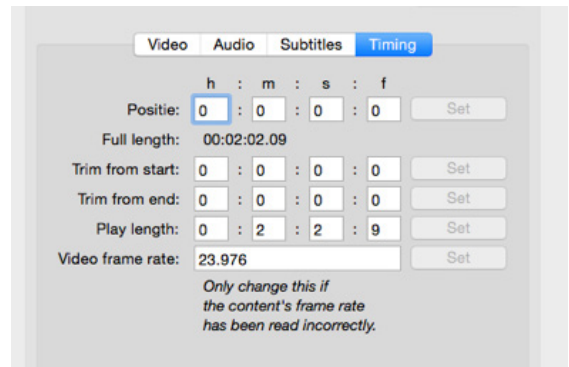 Video Audio Subtitles Timing
h : m : s : f
Positie: 0 : 0 : 0 : 0 Set
Full length: 00:02:02.09
Trim from start: 0 : 0 : 0 : 0 Set
Trim from end: 0 : 0 : 0 : 0 Set
Play length: 0 : 2 : 2 : 9 Set
Video frame rate: 23.976 Set
Only change this if
the content's frame rate
has been read incorrectly.